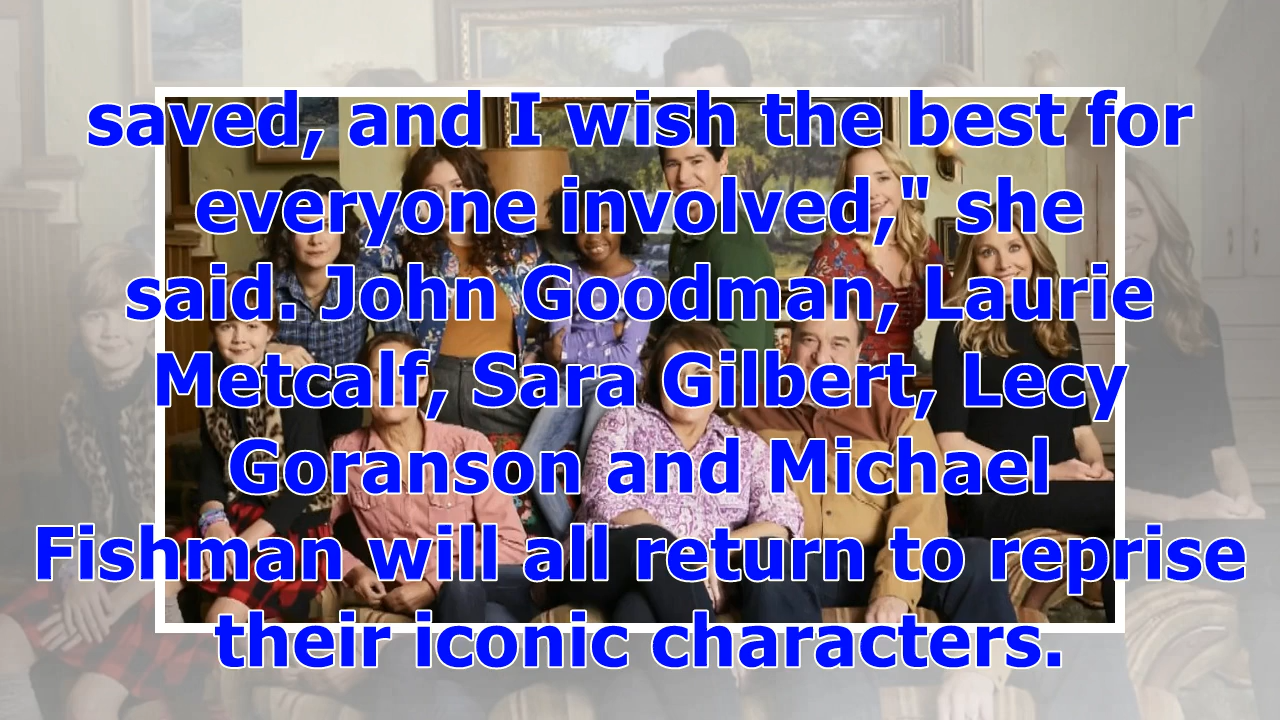 saved, and I wish the best for
everyone involved," she
said. John Goodman, Laurie
Metcalf, Sara Gilbert, Lecy
Goranson and Michael
Fishman will all return to reprise
their iconic characters.